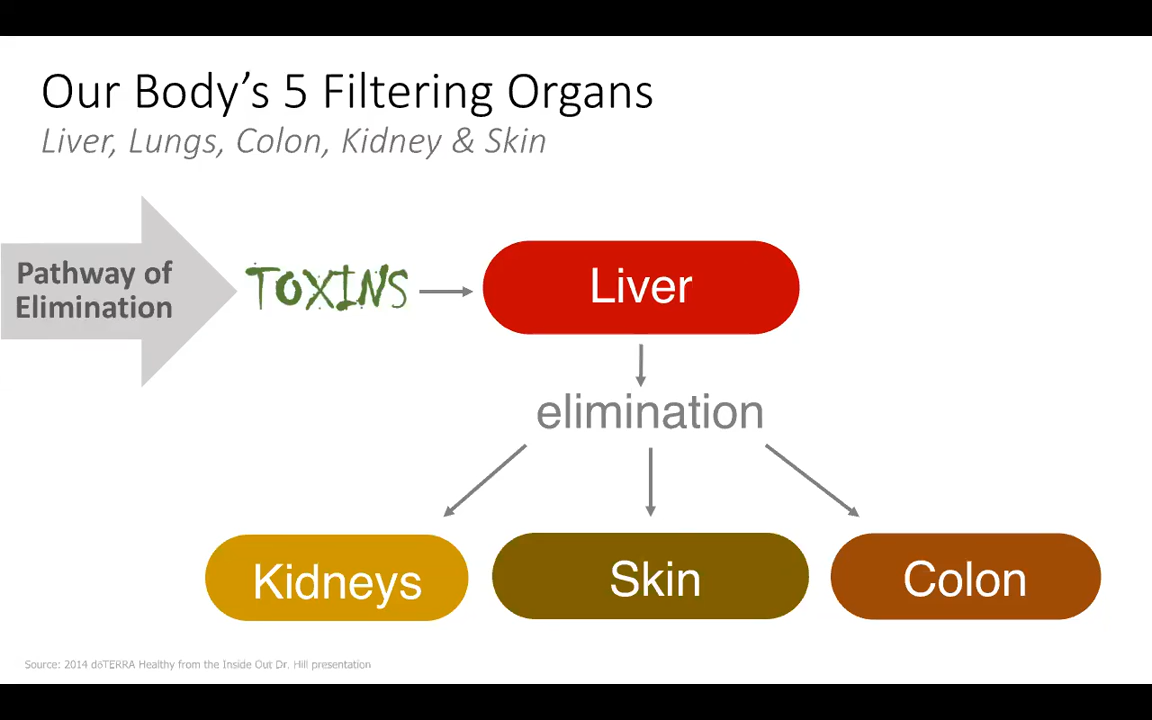 Our Body’s 5 Filtering Organs
Liver, Lungs, Colon, Kidney & Skin
Pathway of
Elimination
TOXINS
Liver
elimination
Kidneys
Skin
Colon
Source: 2014 dōTERRA Healthy from the Inside Out Dr. Hill presentation